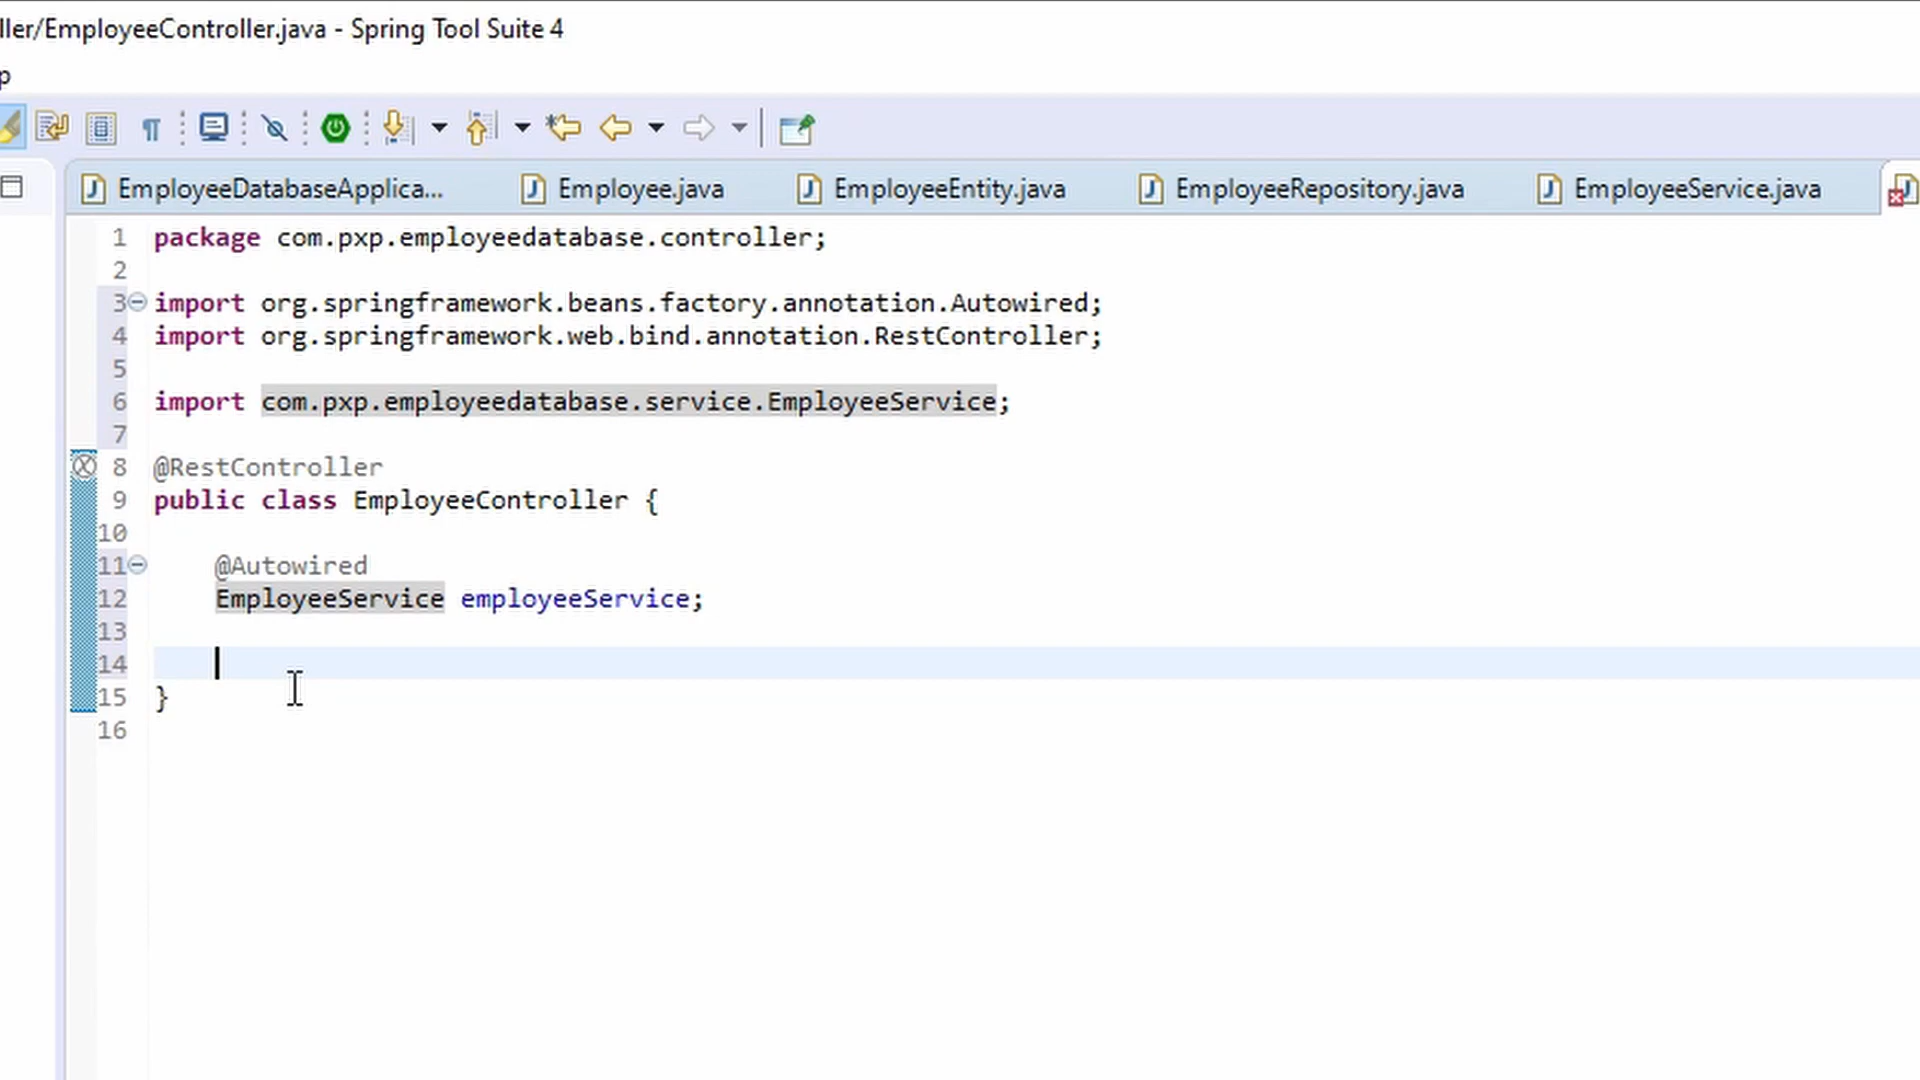 ller/EmployeeController.java - Spring Tool Suite 4
p
EmployeeDatabaseApplica... Employee.java EmployeeEntity.java EmployeeRepository.java EmployeeService.java
1 package com.pxp.employeedatabase.controller;
2
3 import org.springframework.beans.factory.annotation.Autowired;
4 import org.springframework.web.bind.annotation.RestController;
5
6 import com.pxp.employeedatabase.service.EmployeeService;
7
8 @RestController
9 public class EmployeeController {
10
11 @Autowired
12 EmployeeService employeeService;
13
14
15 }
16